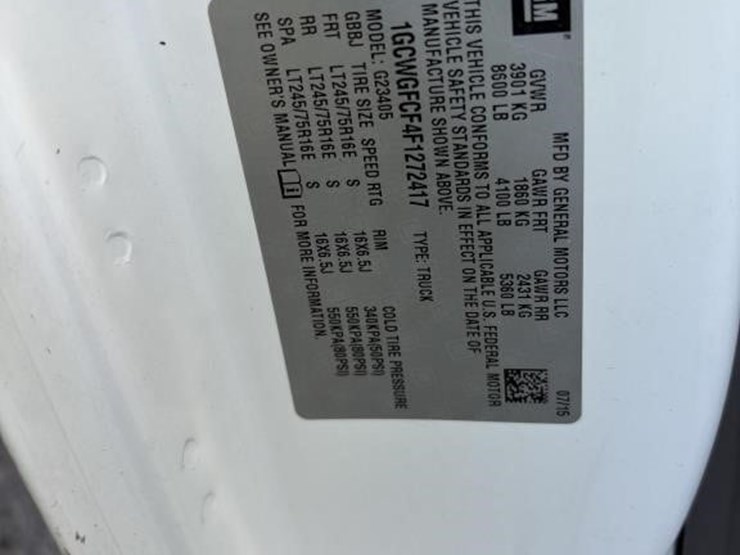 GM
MFD BY GENERAL MOTORS LLC 07/15
GVWR GAWR FRT GAWR RR
3901 KG 1860 KG 2431 KG
8600 LB 4100 LB 5360 LB
THIS VEHICLE CONFORMS TO ALL APPLICABLE U.S. FEDERAL MOTOR
VEHICLE SAFETY STANDARDS IN EFFECT ON THE DATE OF
MANUFACTURE SHOWN ABOVE.
1GCWGFCF4F1272417 TYPE: TRUCK
MODEL: G23405
GBBJ TIRE SIZE SPEED RTG RIM COLD TIRE PRESSURE
FRT LT245/75R16E S 16X6.5J 340KPA(50PSI)
RR LT245/75R16E S 16X6.5J 550KPA(80PSI)
SPA LT245/75R16E S 16X6.5J 550KPA(80PSI)
SEE OWNER'S MANUAL FOR MORE INFORMATION.